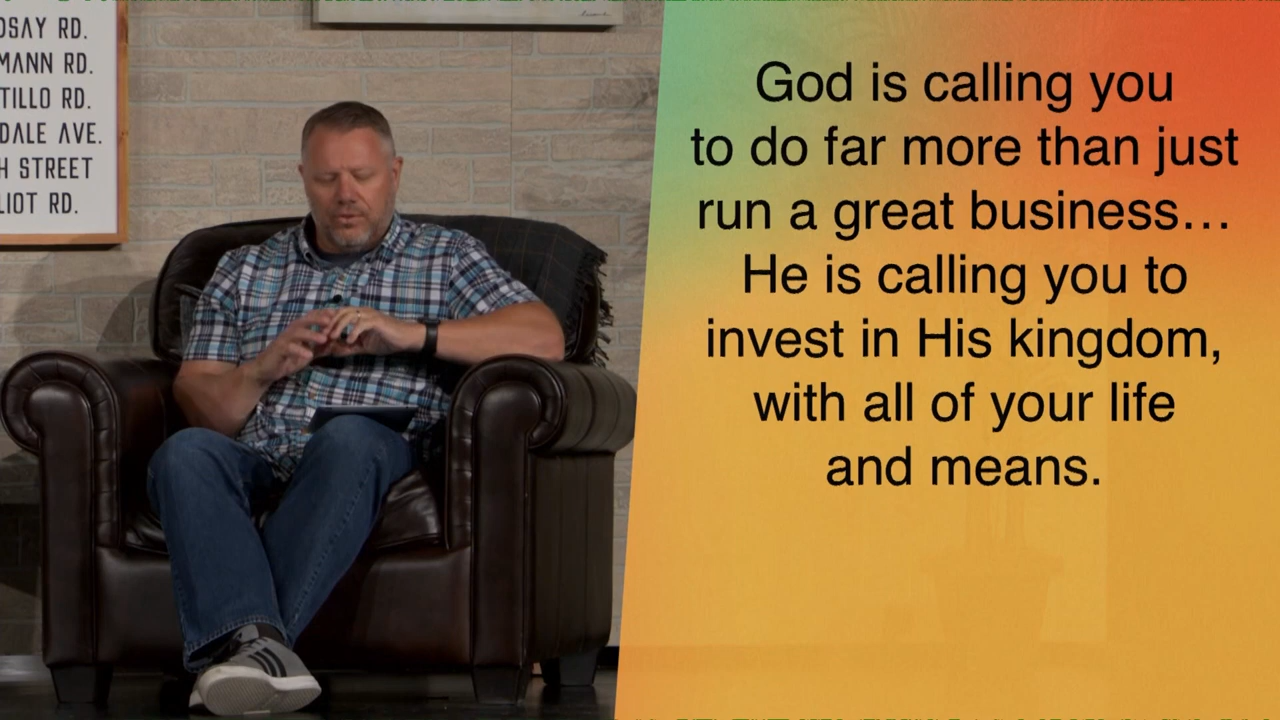 DSAY RD.
MANN RD.
TILLO RD.
DALE AVE.
H STREET
LIOT RD.
God is calling you
to do far more than just
run a great business…
He is calling you to
invest in His kingdom,
with all of your life
and means.